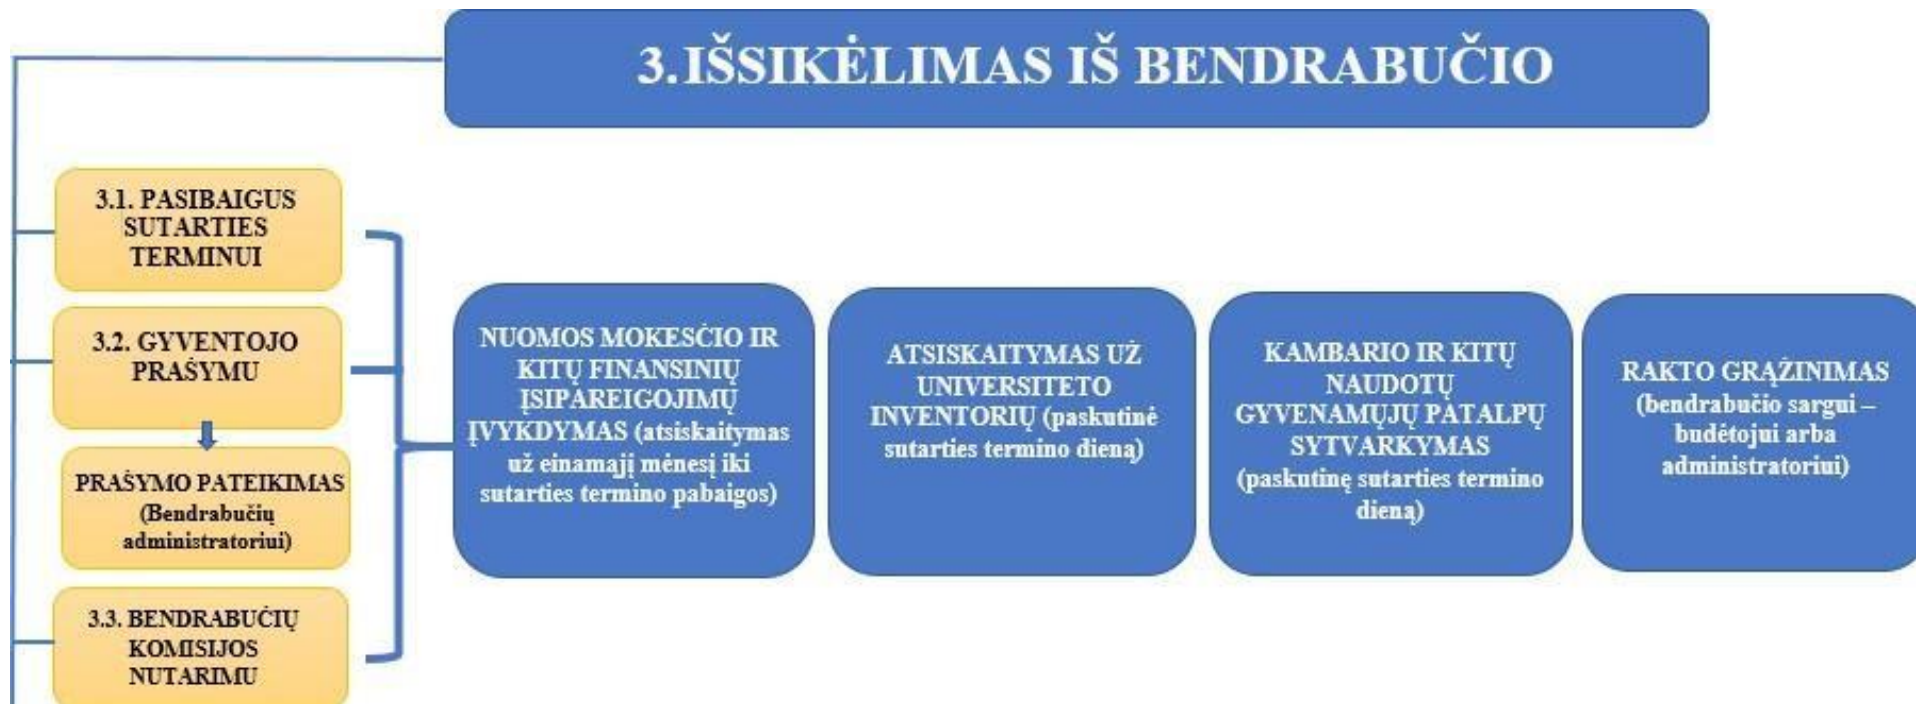 3. IŠSIKĖLIMAS IŠ BENDRABUČIO
3.1. PASIBAIGUS
SUTARTIES
TERMINUI
3.2. GYVENTOJO
PRAŠYMU
PRAŠYMO PATEIKIMAS
(Bendrabučių
administratoriui)
3.3. BENDRABUČIŲ
KOMISIJOS
NUTARIMU
NUOMOS MOKESČIO IR
KITŲ FINANSINIŲ
ĮSIPAREIGOJIMŲ
ĮVYKDYMAS (atsiskaitymas
už einamąjį mėnesį iki
sutarties termino pabaigos)
ATSISKAITYMAS UŽ
UNIVERSITETO
INVENTORIŲ (paskutinė
sutarties termino dieną)
KAMBARIO IR KITŲ
NAUDOTŲ
GYVENAMŲJŲ PATALPŲ
SYTVARKYMAS
(paskutinę sutarties termino
dieną)
RAKTO GRĄŽINIMAS
(bendrabučio sargui –
budėtojui arba
administratoriui)